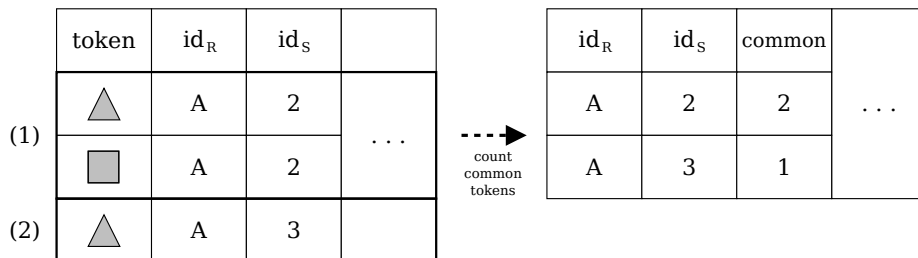 token id_R id_S
(1) A 2 . . .
A 2
(2) A 3
count
common
tokens
id_R id_S common
A 2 2 . . .
A 3 1